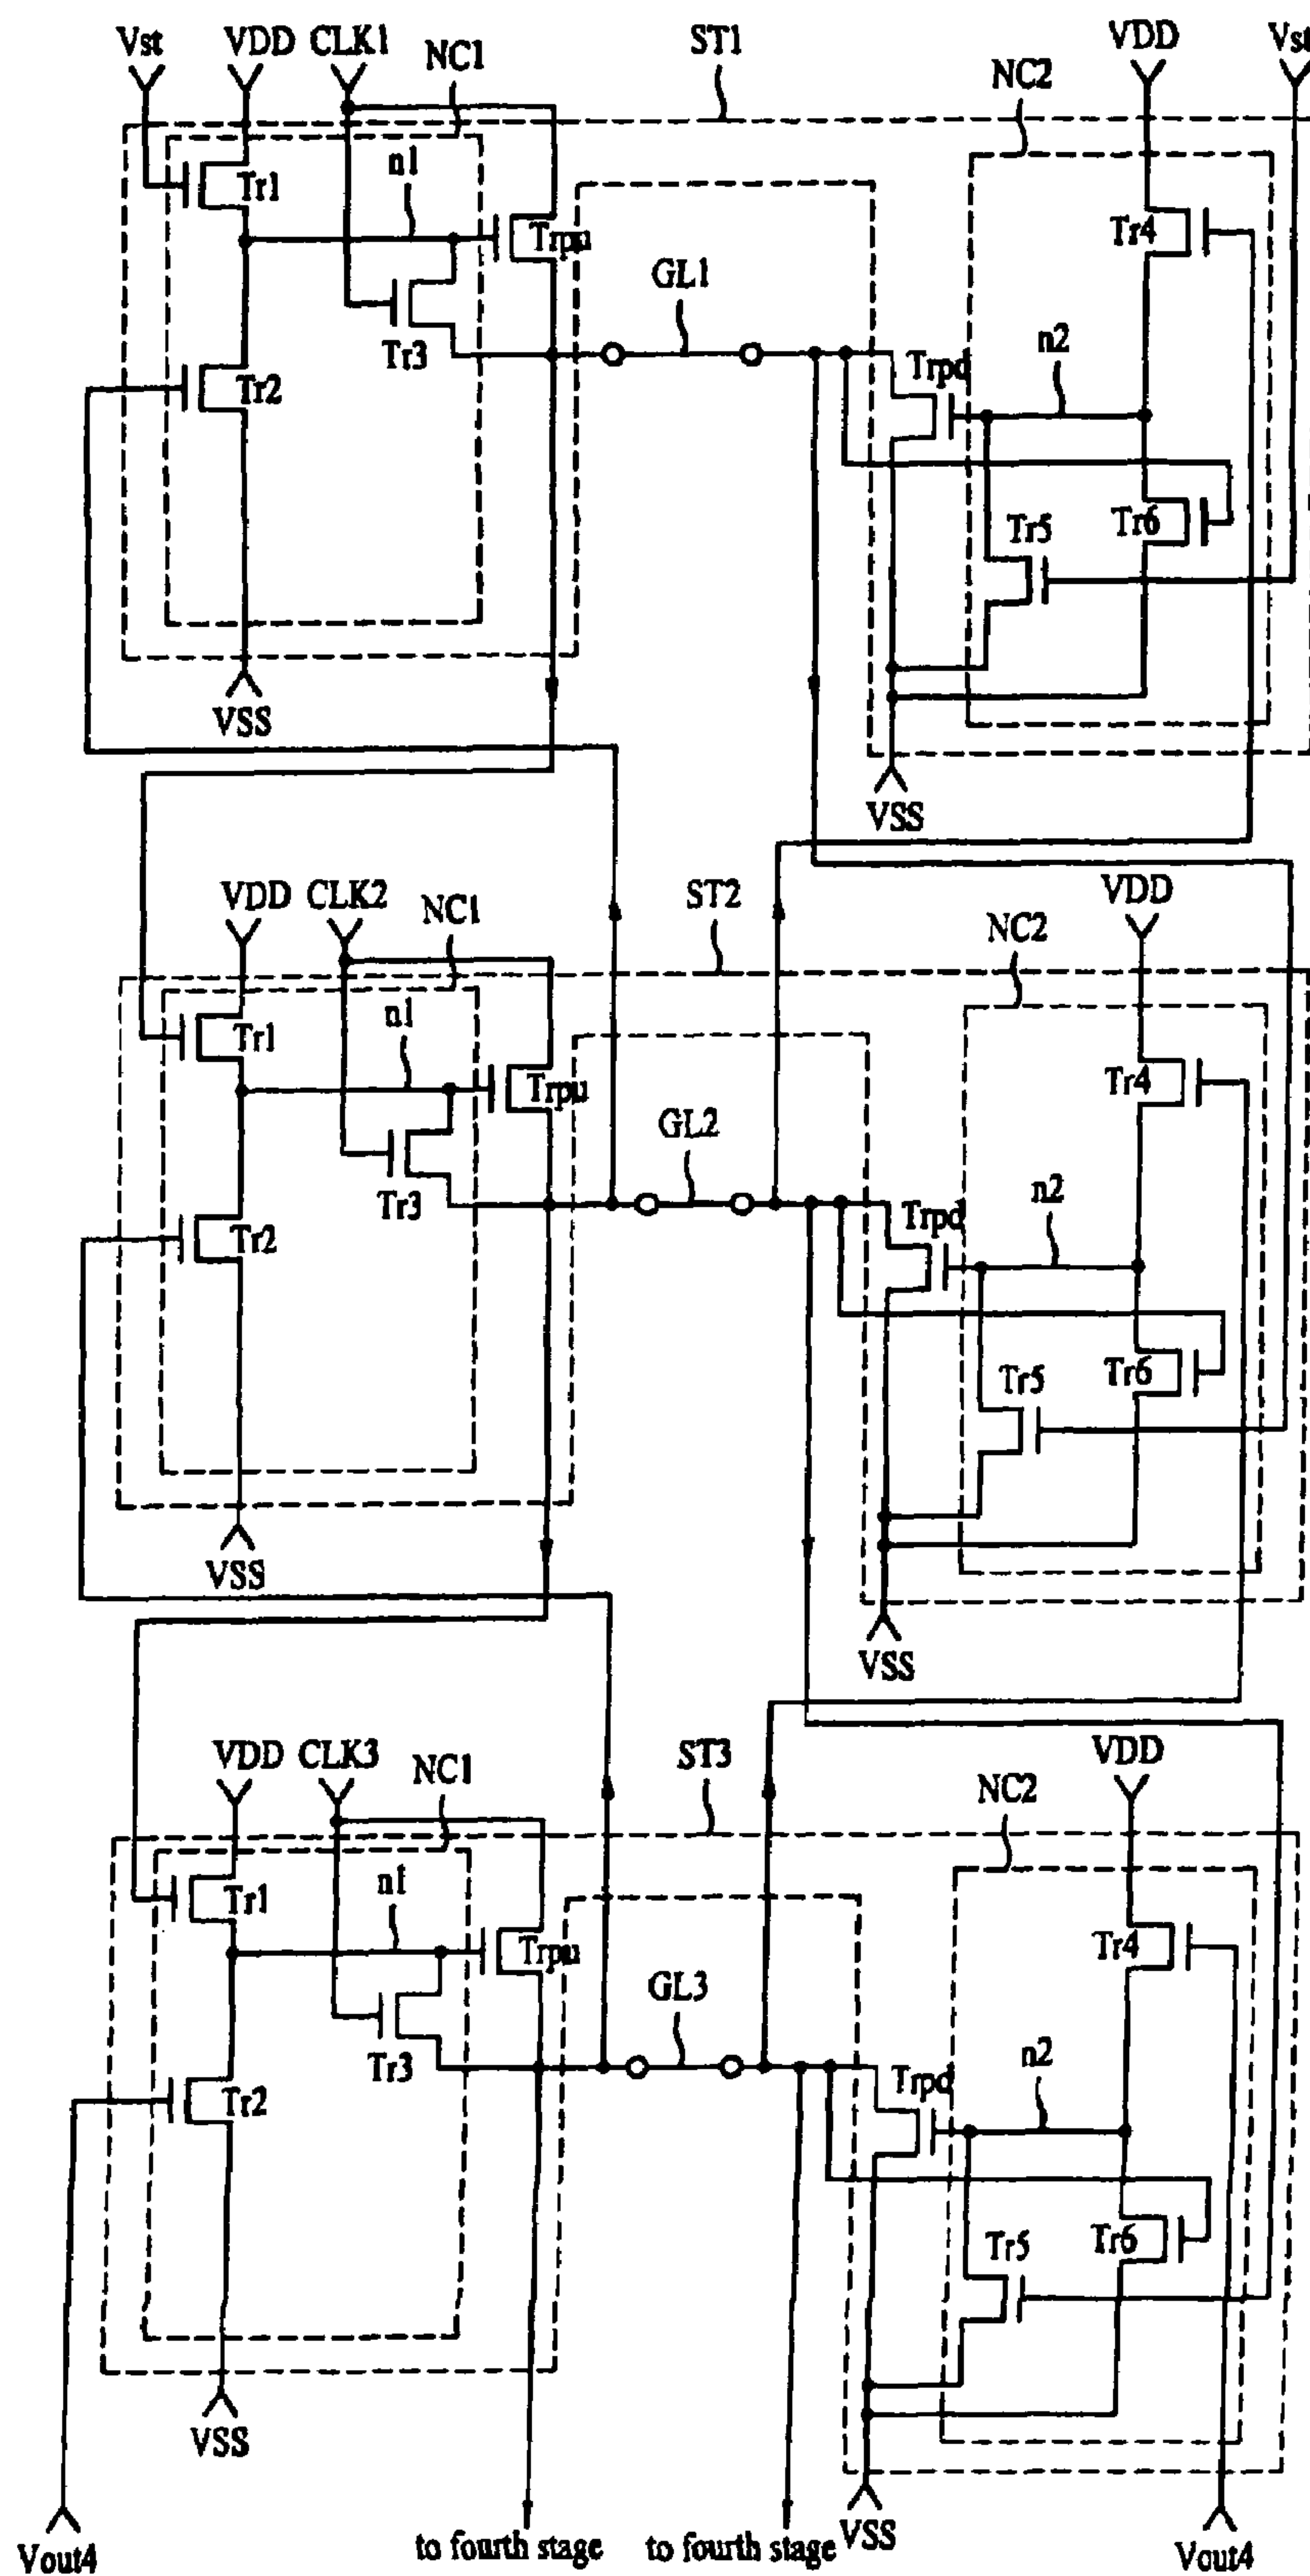 Vst VDD CLK1 NC1 ST1 NC2 VDD Vst
Tr1 n1 Trpu Tr4
GL1
Tr3 Trpd n2
Tr2
Tr5 Tr6
VSS
VSS
VDD CLK2 NC1 ST2 NC2 VDD
Tr1 n1 Trpu Tr4
GL2
Tr3 Trpd n2
Tr2
Tr5 Tr6
VSS
VSS
VDD CLK3 NC1 ST3 NC2 VDD
Tr1 n1 Trpu Tr4
GL3
Tr3 Trpd n2
Tr2
Tr5 Tr6
VSS
Vout4 to fourth stage to fourth stage VSS Vout4